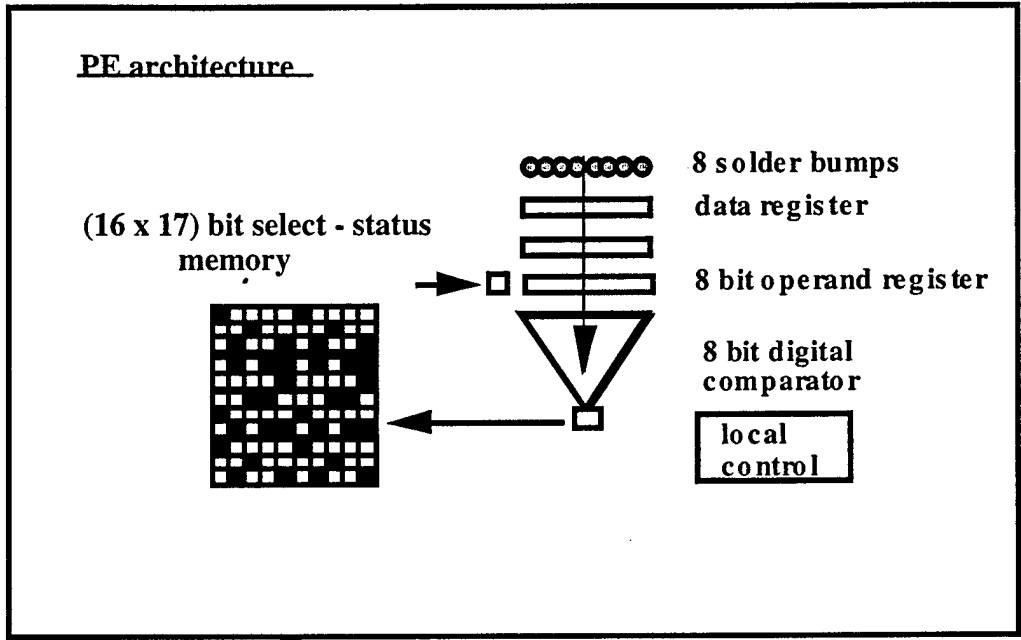 PE architecture
8 solder bumps
data register
(16 x 17) bit select - status
memory
8 bit operand register
8 bit digital
comparator
local
control